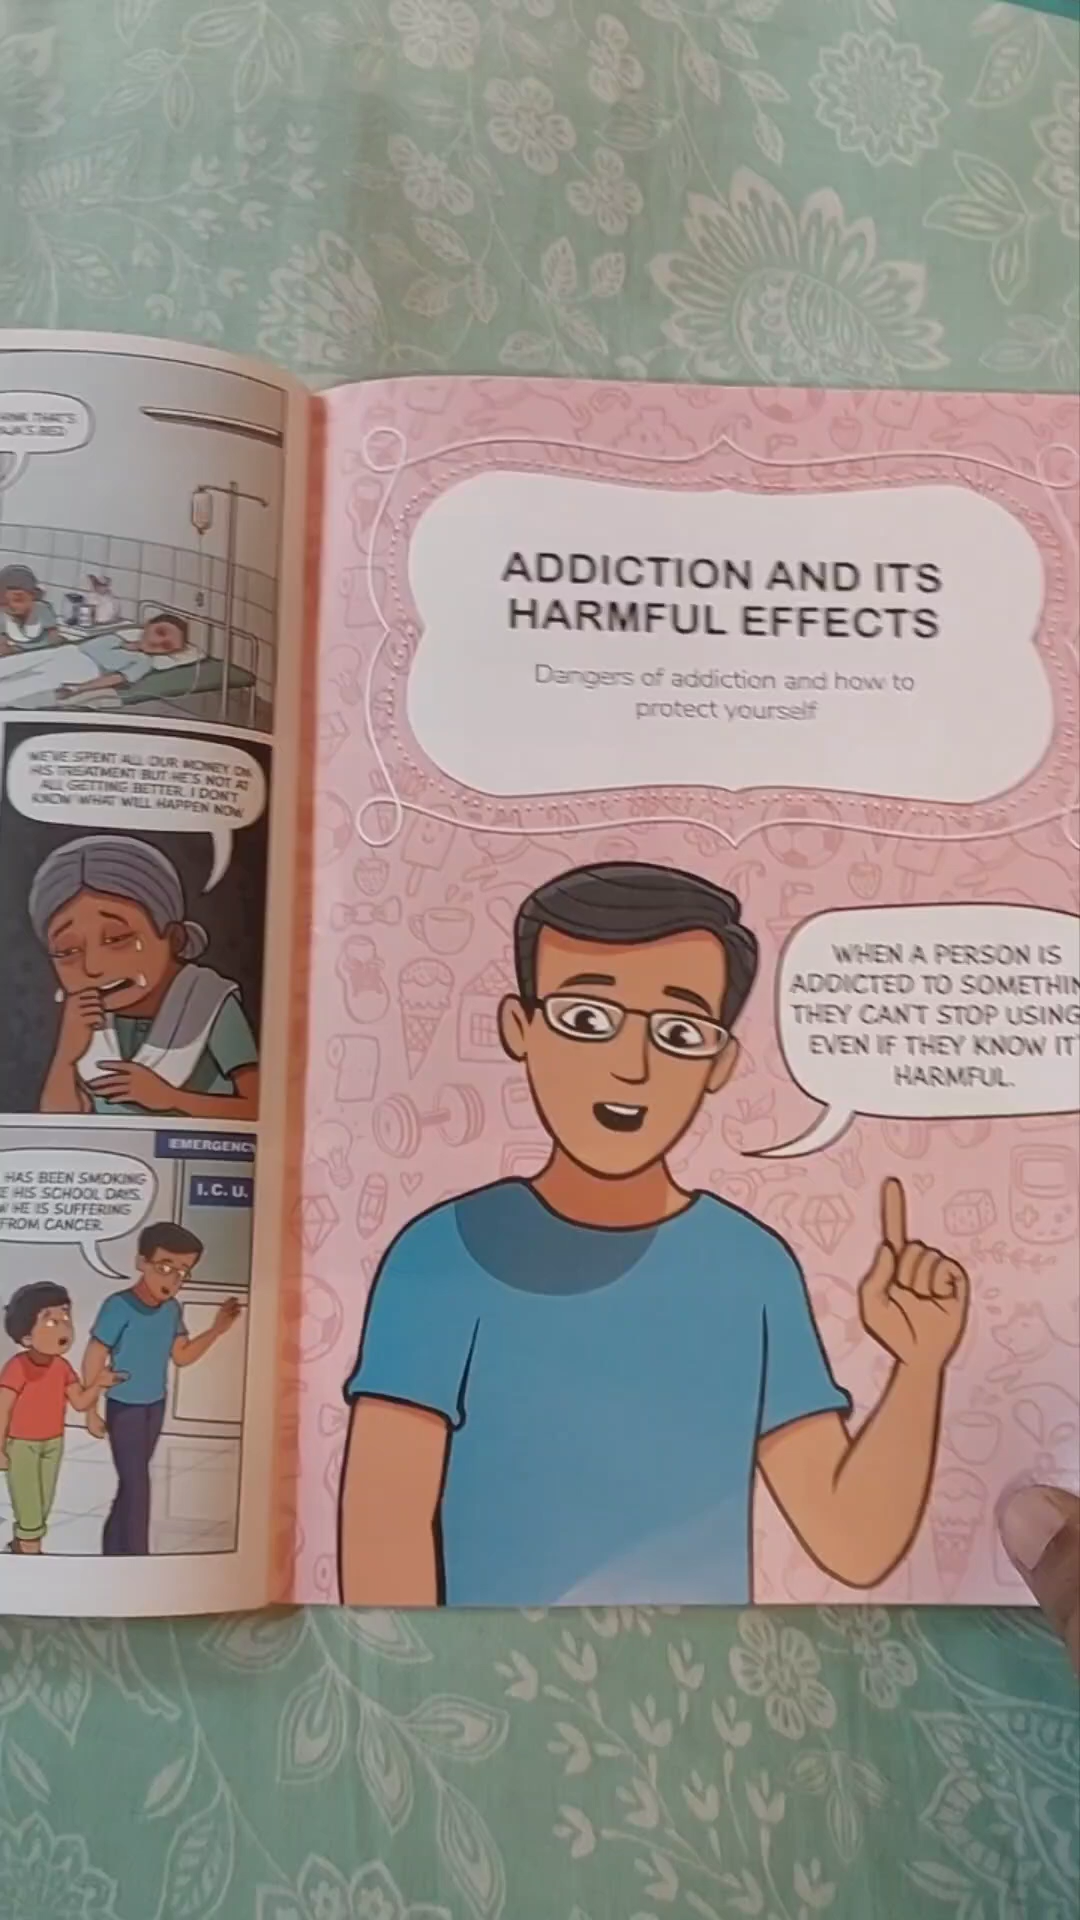 THAT'S
BED
WE'VE SPENT ALL OUR MONEY ON
HIS TREATMENT BUT HE'S NOT AT
ALL GETTING BETTER. I DON'T
KNOW WHAT WILL HAPPEN NOW
EMERGENC
I.C.U.
HAS BEEN SMOKING
HIS SCHOOL DAYS.
HE IS SUFFERING
FROM CANCER.
ADDICTION AND ITS
HARMFUL EFFECTS
Dangers of addiction and how to
protect yourself
WHEN A PERSON IS
ADDICTED TO SOMETHIN
THEY CAN'T STOP USING
EVEN IF THEY KNOW IT
HARMFUL.